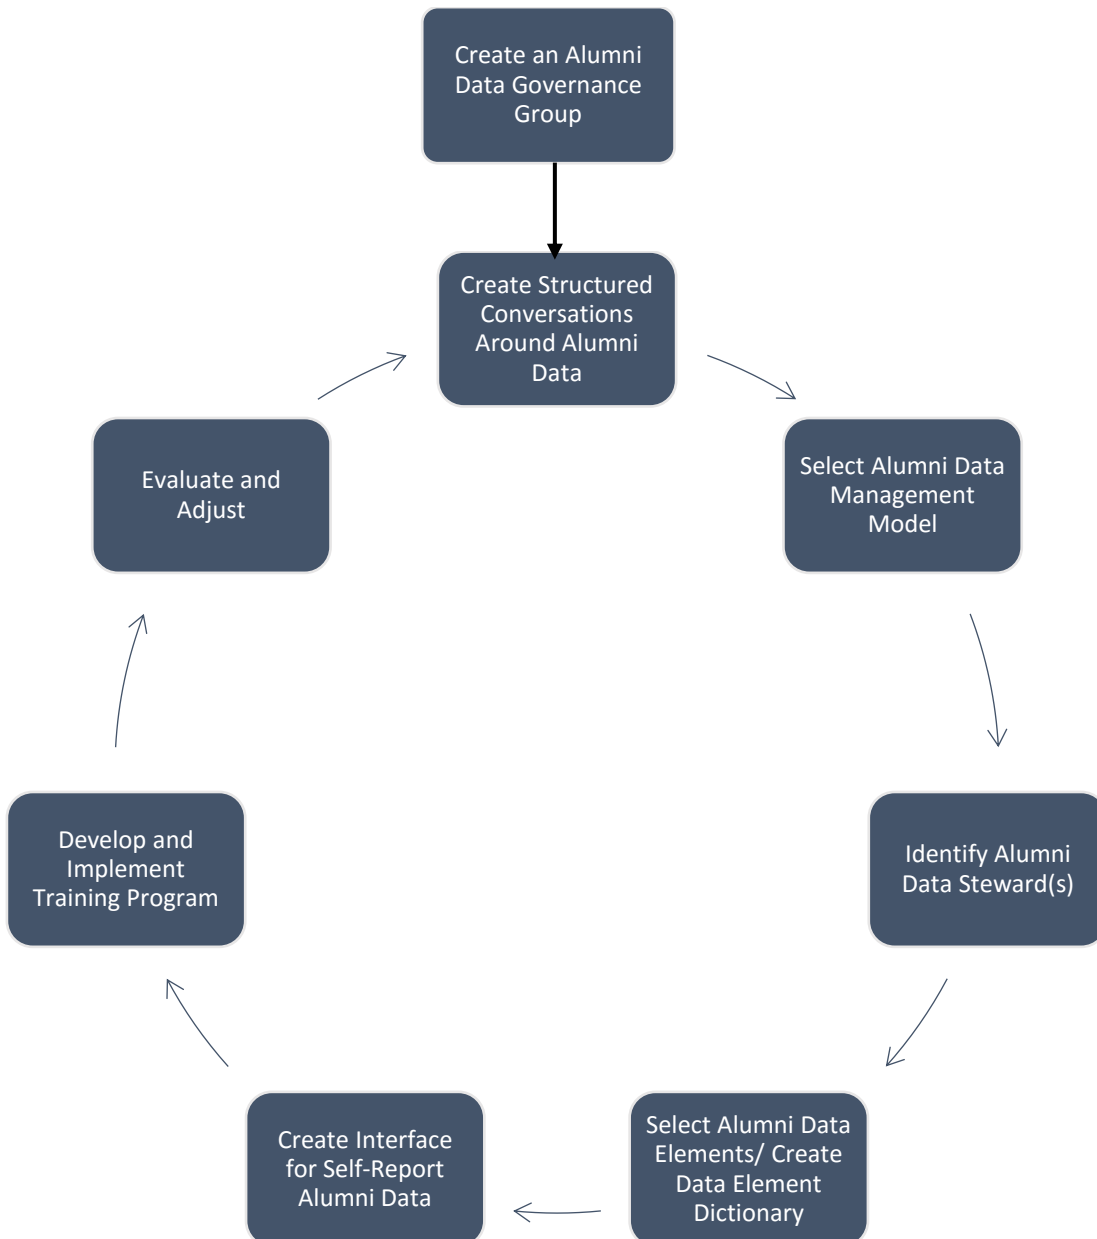 Create an Alumni
Data Governance
Group
Create Structured
Conversations
Around Alumni
Data
Select Alumni Data
Management
Model
Identify Alumni
Data Steward(s)
Select Alumni Data
Elements/ Create
Data Element
Dictionary
Create Interface
for Self-Report
Alumni Data
Develop and
Implement
Training Program
Evaluate and
Adjust